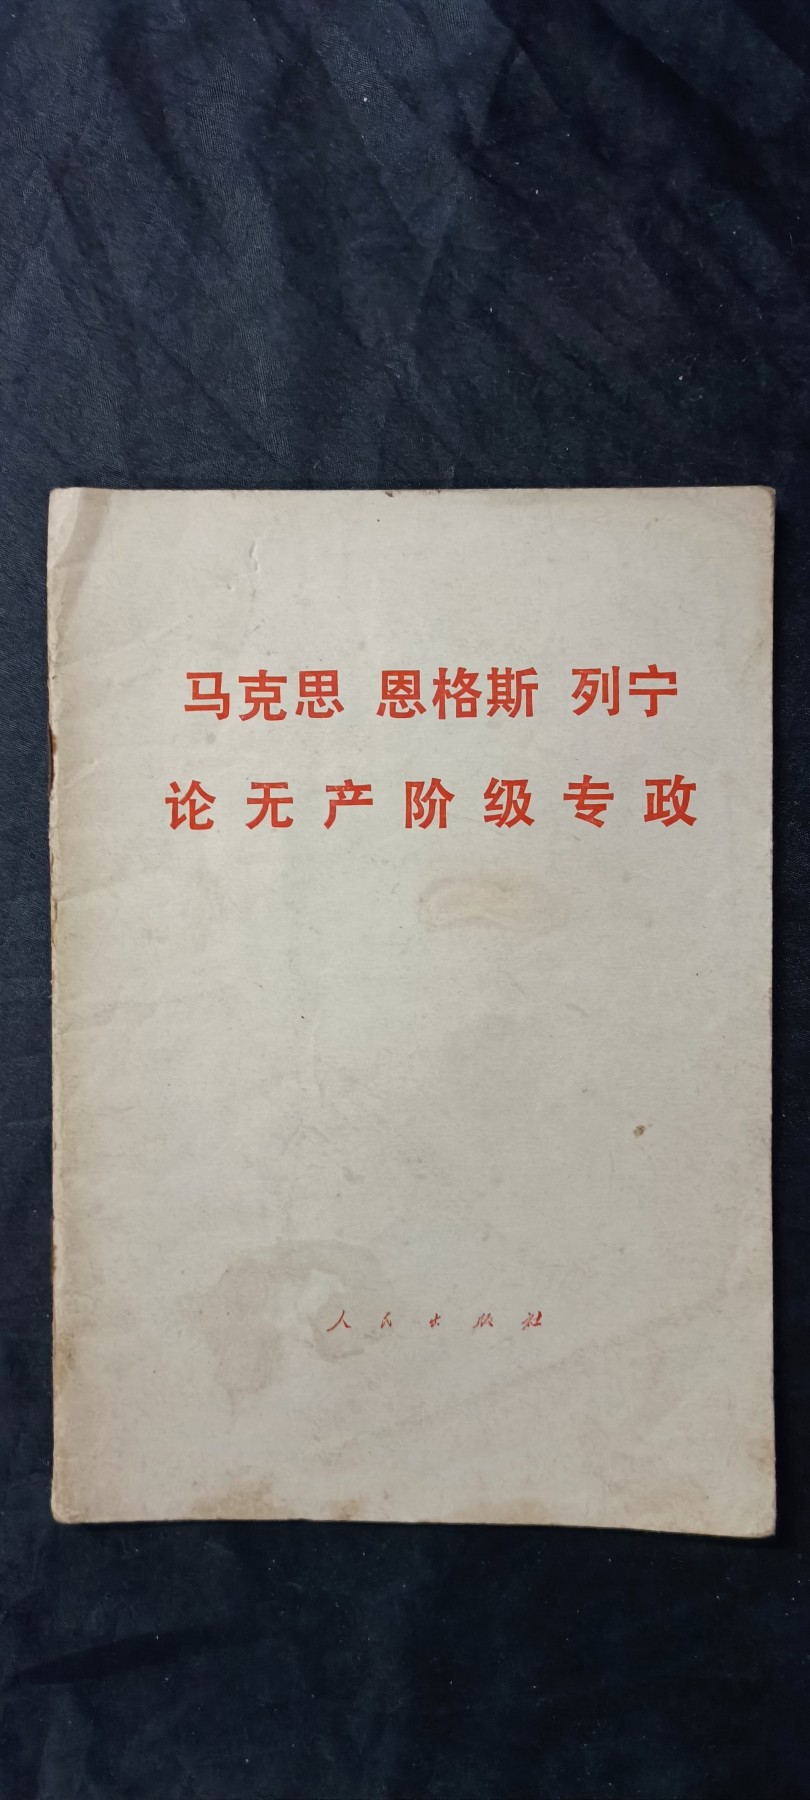 马克思 恩格斯 列宁
论无产阶级专政
人民出版社